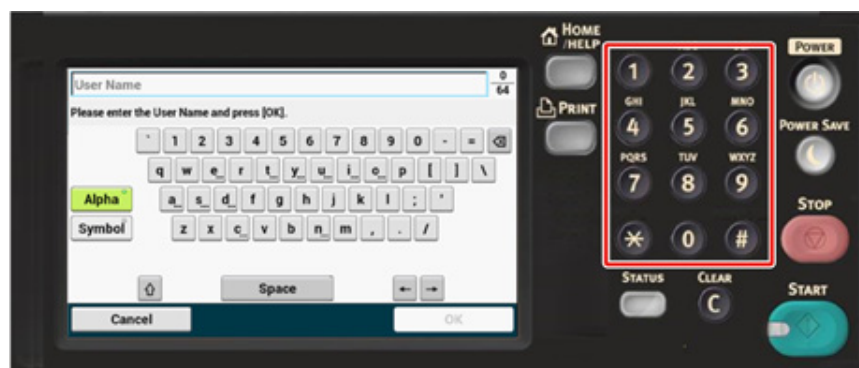 HOME
/HELP
PRINT
POWER
POWER SAVE
STOP
START
STATUS
CLEAR
C
1 2 3
GHI JKL MNO
4 5 6
PQRS TUV WXYZ
7 8 9
* 0 #
User Name
0
64
Please enter the User Name and press [OK].
` 1 2 3 4 5 6 7 8 9 0 - =
q w e r t y u i o p [ ] \
Alpha
a s d f g h j k l ; '
Symbol
z x c v b n m , . /
Space
← →
Cancel
OK